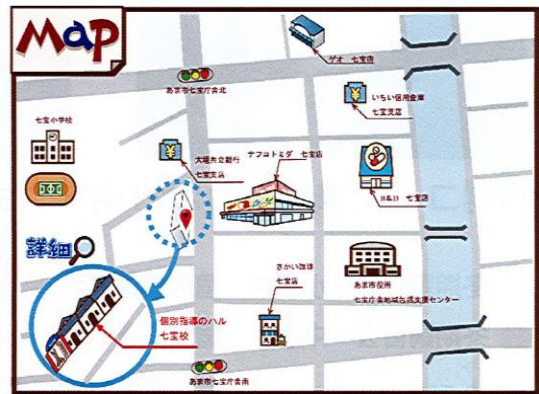 Map
ゲオ 七宝店
あま市七宝庁舎北
いちい信用金庫
七宝支店
七宝小学校
大垣共立銀行
七宝支店
ナフコトミダ 七宝店
B&D 七宝店
詳細
さかい珈琲
七宝店
あま市役所
七宝庁舎地域包括支援センター
個別指導のハル
七宝校
あま市七宝庁舎南